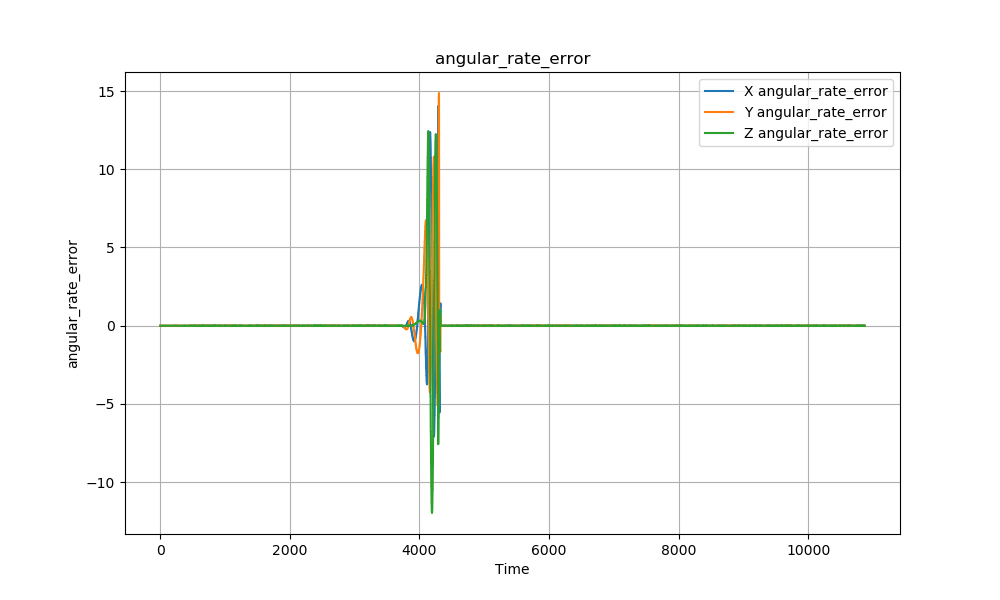 angular_rate_error
X angular_rate_error
Y angular_rate_error
Z angular_rate_error
angular_rate_error
15
10
5
0
−5
−10
0 2000 4000 6000 8000 10000
Time